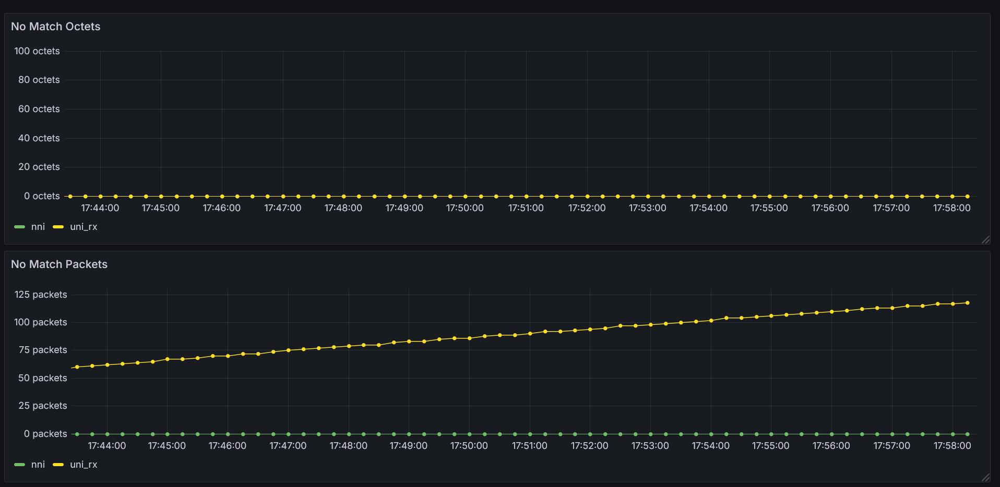 No Match Octets
100 octets
80 octets
60 octets
40 octets
20 octets
0 octets
17:44:00 17:45:00 17:46:00 17:47:00 17:48:00 17:49:00 17:50:00 17:51:00 17:52:00 17:53:00 17:54:00 17:55:00 17:56:00 17:57:00 17:58:00
nni uni_rx
No Match Packets
125 packets
100 packets
75 packets
50 packets
25 packets
0 packets
17:44:00 17:45:00 17:46:00 17:47:00 17:48:00 17:49:00 17:50:00 17:51:00 17:52:00 17:53:00 17:54:00 17:55:00 17:56:00 17:57:00 17:58:00
nni uni_rx